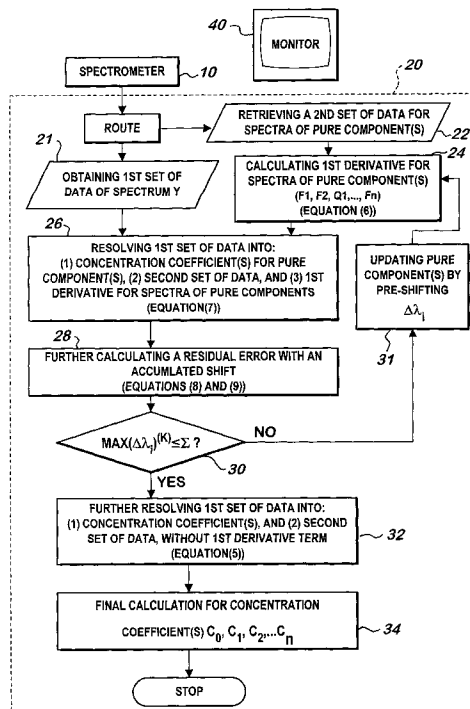 40
MONITOR
SPECTROMETER
10
20
ROUTE
RETRIEVING A 2ND SET OF DATA FOR
SPECTRA OF PURE COMPONENT(S)
22
21
OBTAINING 1ST SET OF
DATA OF SPECTRUM Y
24
CALCULATING 1ST DERIVATIVE FOR
SPECTRA OF PURE COMPONENT(S)
(F1, F2, Q1,..., Fn)
(EQUATION (6))
26
RESOLVING 1ST SET OF DATA INTO:
(1) CONCENTRATION COEFFICIENT(S) FOR PURE
COMPONENT(S), (2) SECOND SET OF DATA, AND (3) 1ST
DERIVATIVE FOR SPECTRA OF PURE COMPONENTS
(EQUATION(7))
UPDATING PURE
COMPONENT(S) BY
PRE-SHIFTING
Δλi
31
28
FURTHER CALCULATING A RESIDUAL ERROR WITH AN
ACCUMLATED SHIFT
(EQUATIONS (8) AND (9))
MAX(Δλi)(K)≤Σ ?
NO
30
YES
FURTHER RESOLVING 1ST SET OF DATA INTO:
(1) CONCENTRATION COEFFICIENT(S), AND (2) SECOND
SET OF DATA, WITHOUT 1ST DERIVATIVE TERM
(EQUATION(5))
32
FINAL CALCULATION FOR CONCENTRATION
COEFFICIENT(S) C0, C1, C2,...Cn
34
STOP